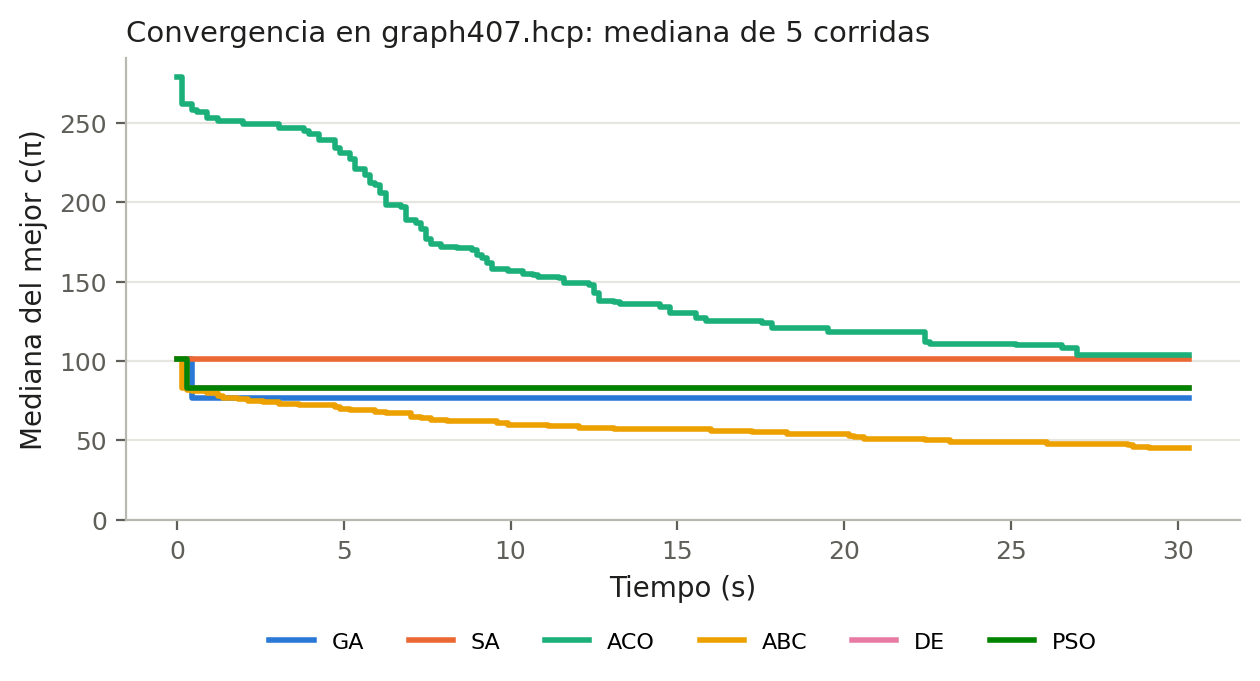 Convergencia en graph407.hcp: mediana de 5 corridas
Mediana del mejor c(π)
250
200
150
100
50
0
0 5 10 15 20 25 30
Tiempo (s)
GA SA ACO ABC DE PSO